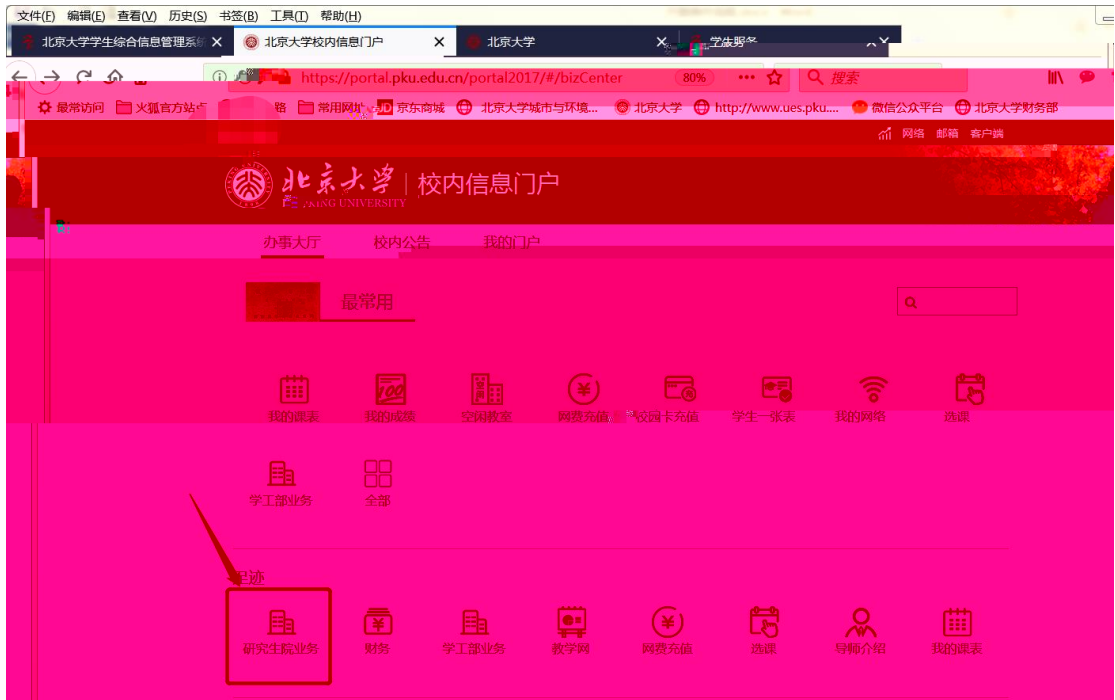 文件(F) 编辑(E) 查看(V) 历史(S) 书签(B) 工具(T) 帮助(H)
北京大学学生综合信息管理系统 北京大学校内信息门户 北京大学
https://portal.pku.edu.cn/portal2017/#/bizCenter 80% 搜索
最常访问 火狐官方站点 常用网址 JD 京东商城 北京大学城市与环境... 北京大学 http://www.ues.pku.... 微信公众平台 北京大学财务部
网络 邮箱 客户端
北京大学 校内信息门户
PEKING UNIVERSITY
办事大厅 校内公告 我的门户
最常用
我的课表 我的成绩 空闲教室 网费充值 校园卡充值 学生一张表 我的网络 选课
学工部业务 全部
足迹
研究生院业务 财务 学工部业务 教学网 网费充值 选课 导师介绍 我的课表